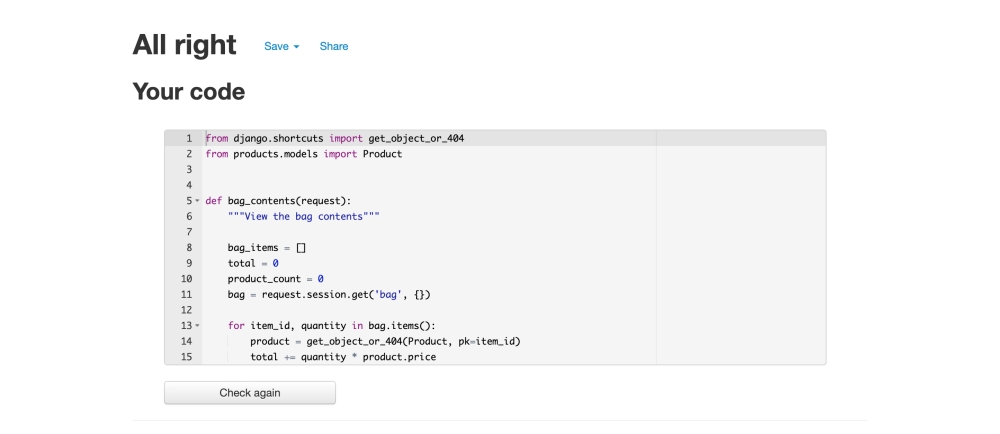 All right Save Share
Your code
1 from django.shortcuts import get_object_or_404
2 from products.models import Product
3
4
5 def bag_contents(request):
6 """View the bag contents"""
7
8 bag_items = []
9 total = 0
10 product_count = 0
11 bag = request.session.get('bag', {})
12
13 for item_id, quantity in bag.items():
14 product = get_object_or_404(Product, pk=item_id)
15 total += quantity * product.price
Check again